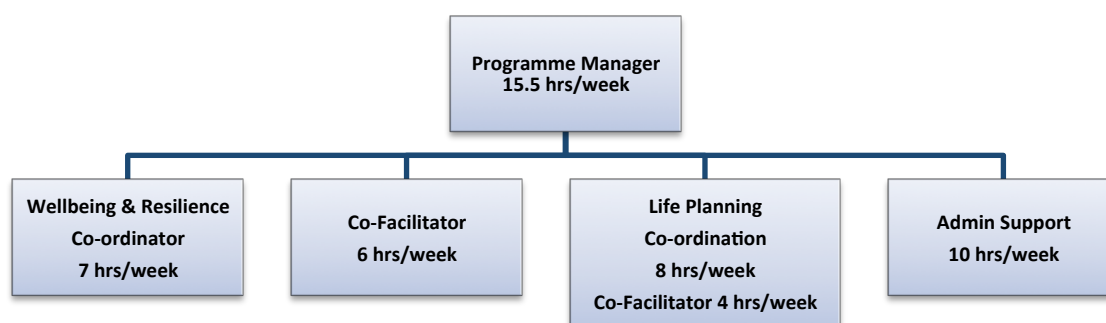 Programme Manager
15.5 hrs/week
Wellbeing & Resilience
Co-ordinator
7 hrs/week
Co-Facilitator
6 hrs/week
Life Planning
Co-ordination
8 hrs/week
Co-Facilitator 4 hrs/week
Admin Support
10 hrs/week